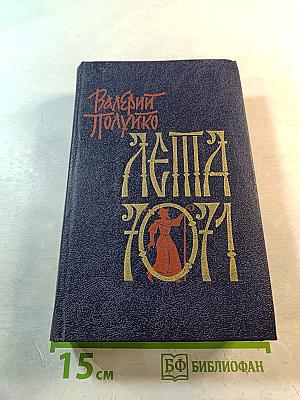 Валерий
Полуйко
ЛЕТА
7071
15 см
БФ БИБЛИОФАН